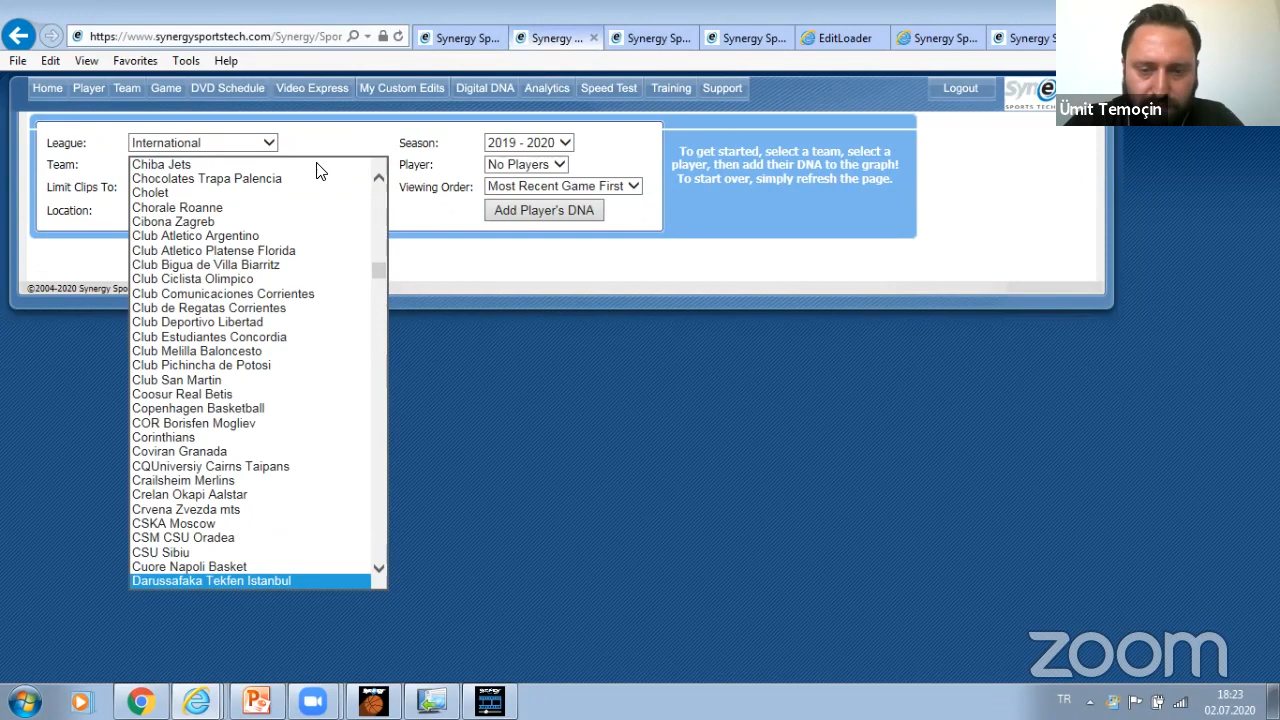 https://www.synergysportstech.com/Synergy/Spor
Synergy Sp...
Synergy ...
Synergy Sp...
Synergy Sp...
EditLoader
Synergy Sp...
Synergy S
File Edit View Favorites Tools Help
Home Player Team Game DVD Schedule Video Express My Custom Edits Digital DNA Analytics Speed Test Training Support Logout
SPORTS TECH
Ümit Temoçin
League: International Season: 2019 - 2020
Team: Player: No Players
Limit Clips To: Viewing Order: Most Recent Game First
Location: Add Player's DNA
To get started, select a team, select a
player, then add their DNA to the graph!
To start over, simply refresh the page.
Chiba Jets
Chocolates Trapa Palencia
Cholet
Chorale Roanne
Cibona Zagreb
Club Atletico Argentino
Club Atletico Platense Florida
Club Bigua de Villa Biarritz
Club Ciclista Olimpico
Club Comunicaciones Corrientes
Club de Regatas Corrientes
Club Deportivo Libertad
Club Estudiantes Concordia
Club Melilla Baloncesto
Club Pichincha de Potosi
Club San Martin
Coosur Real Betis
Copenhagen Basketball
COR Borisfen Mogliev
Corinthians
Coviran Granada
CQUniversiy Cairns Taipans
Crailsheim Merlins
Crelan Okapi Aalstar
Crvena Zvezda mts
CSKA Moscow
CSM CSU Oradea
CSU Sibiu
Cuore Napoli Basket
Darussafaka Tekfen Istanbul
©2004-2020 Synergy Spo
zoom
TR
18:23
02.07.2020